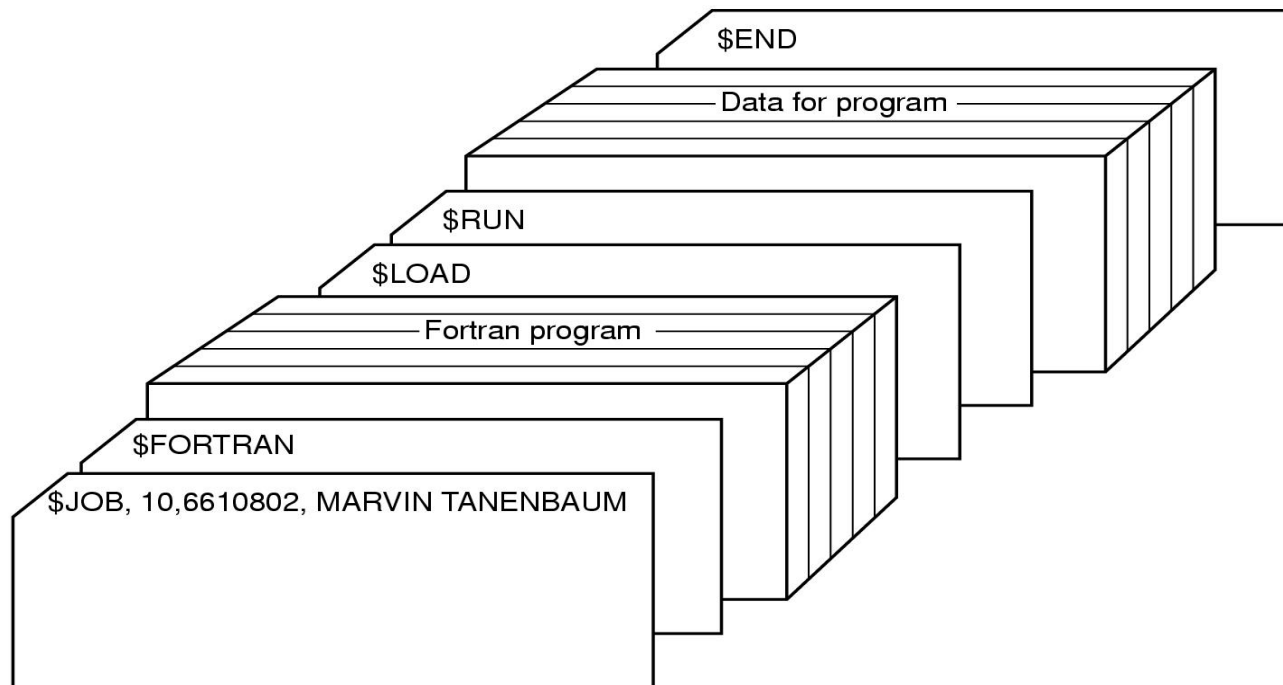 $END
Data for program
$RUN
$LOAD
Fortran program
$FORTRAN
$JOB, 10,6610802, MARVIN TANENBAUM